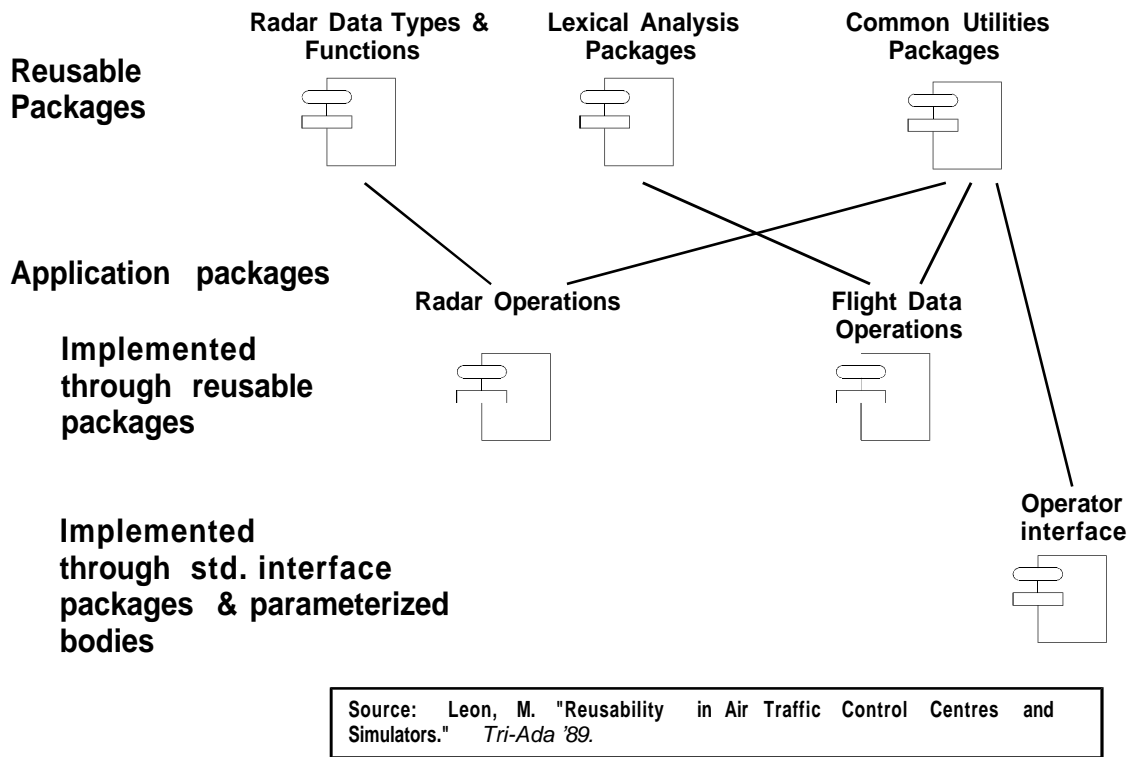 Radar Data Types &
Functions
Lexical Analysis
Packages
Common Utilities
Packages
Reusable
Packages
Application packages
Radar Operations
Flight Data
Operations
Implemented
through reusable
packages
Operator
interface
Implemented
through std. interface
packages & parameterized
bodies
Source: Leon, M. "Reusability in Air Traffic Control Centres and
Simulators." Tri-Ada '89.